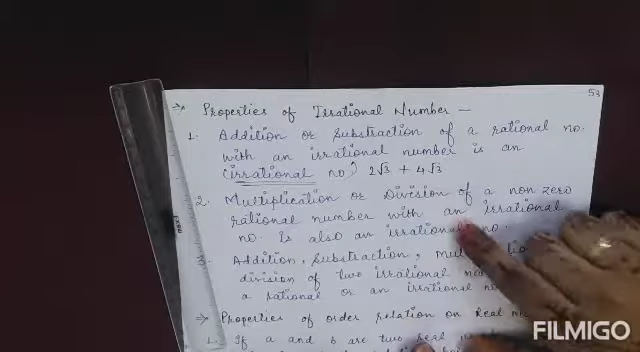 53
→ Properties of Irrational Number —
1. Addition or Substraction of a rational no.
with an irrational number is an
(irrational no) 2√3 + 4√3
2. Multiplication or Division of a non zero
rational number with an irrational
no. is also an irrational no.
3. Addition, Substraction,
division of two irrational
a rational or an irrational
→ Properties of order relation on Real
1. If a and b are two real
FILMIGO